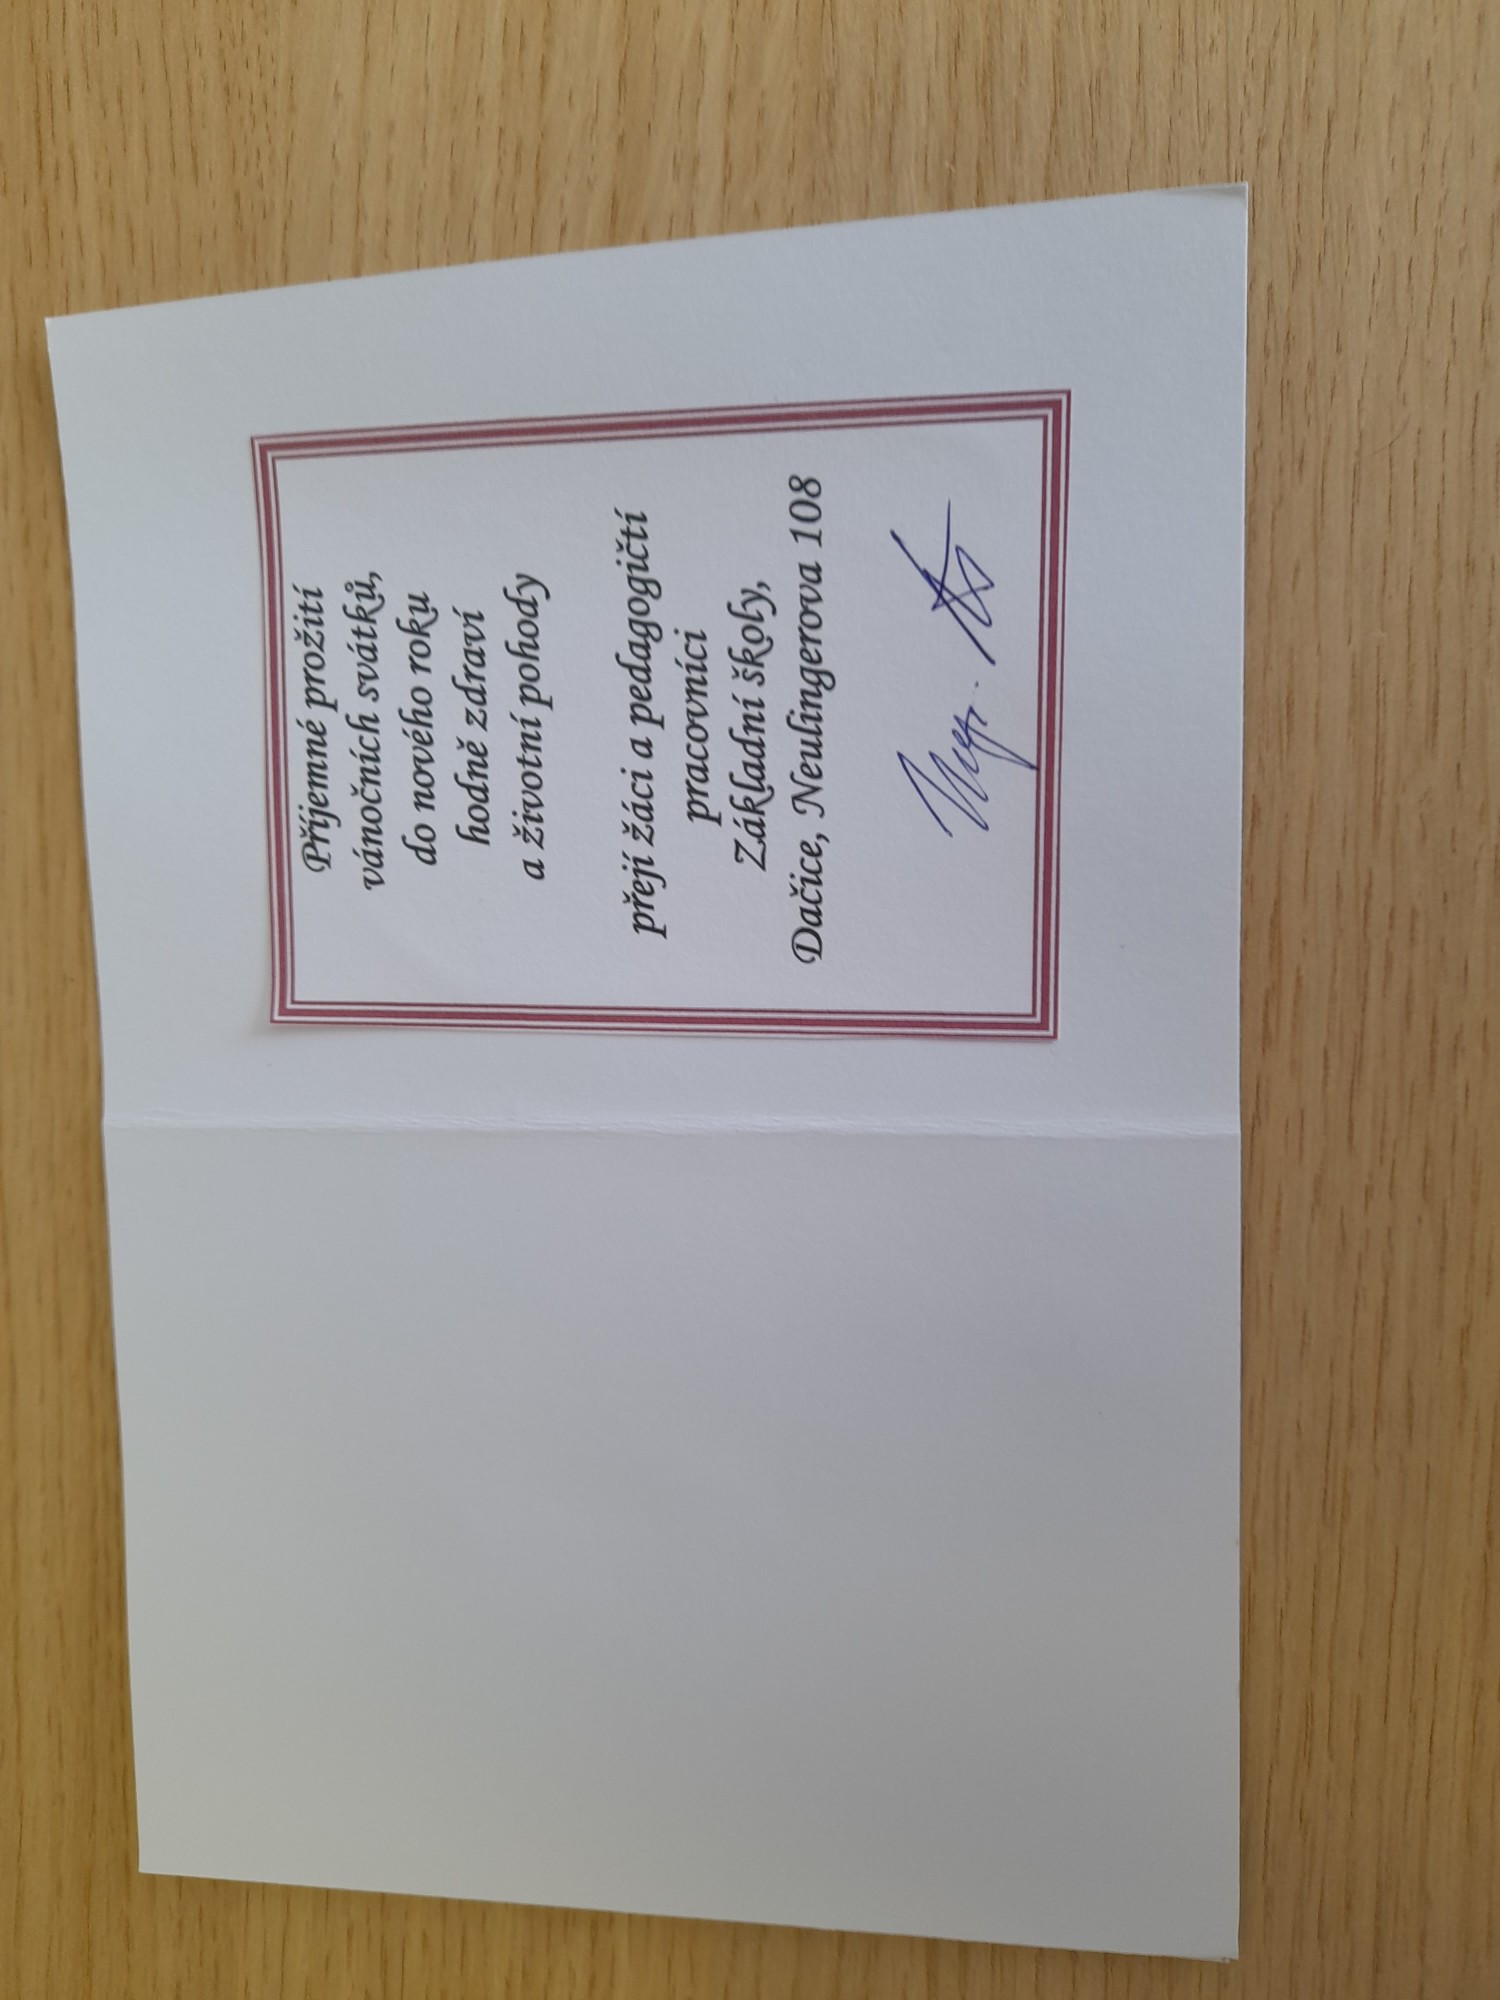 Příjemné prožití
vánočních svátků,
do nového roku
hodně zdraví
a životní pohody
přejí žáci a pedagogičtí
pracovníci
Základní školy,
Dačice, Neulingerova 108